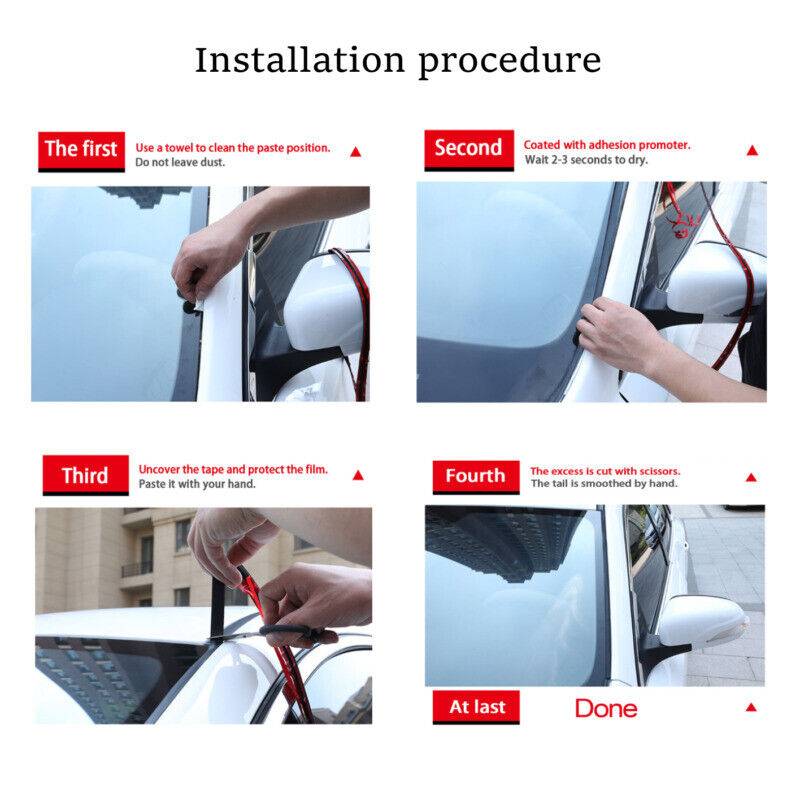 Installation procedure
The first
Use a towel to clean the paste position.
Do not leave dust.
Second
Coated with adhesion promoter.
Wait 2-3 seconds to dry.
Third
Uncover the tape and protect the film.
Paste it with your hand.
Fourth
The excess is cut with scissors.
The tail is smoothed by hand.
At last
Done